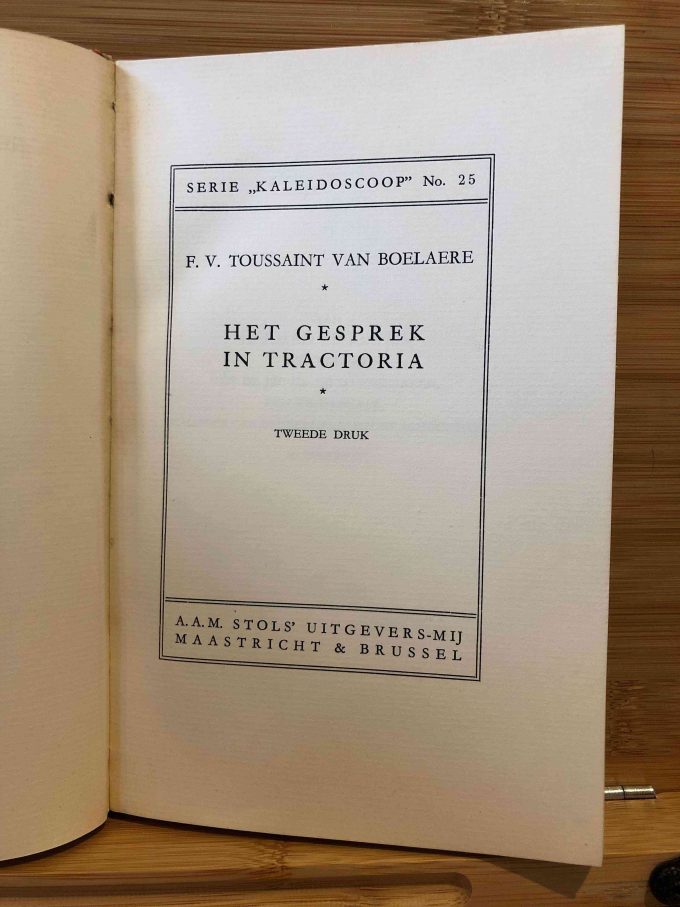 SERIE „KALEIDOSCOOP” No. 25
F. V. TOUSSAINT VAN BOELAERE
*
HET GESPREK
IN TRACTORIA
*
TWEEDE DRUK
A. A. M. STOLS' UITGEVERS-MIJ
MAASTRICHT & BRUSSEL